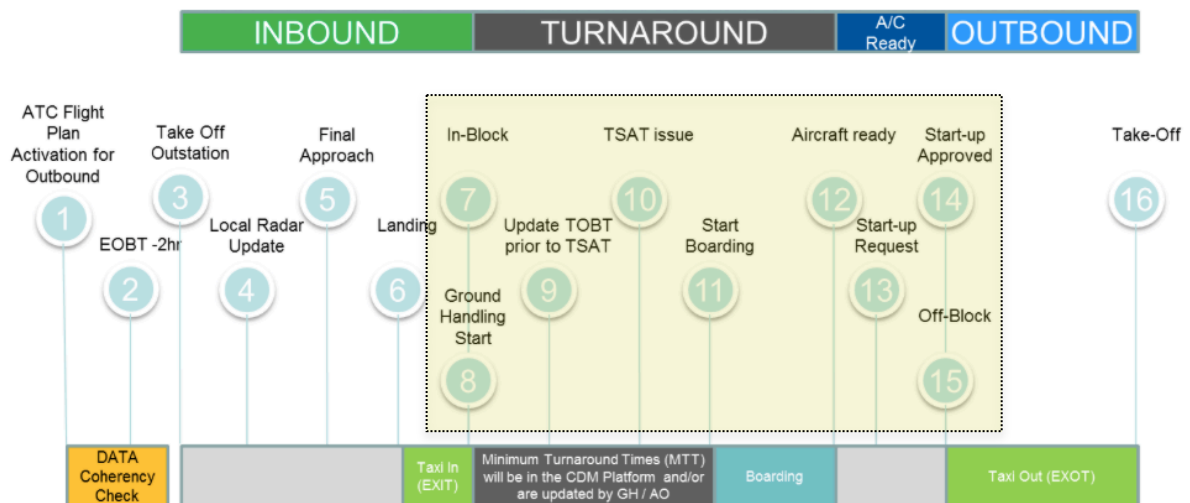 INBOUND
TURNAROUND
A/C
Ready
OUTBOUND
ATC Flight
Plan
Activation for
Outbound
1
EOBT -2hr
2
Take Off
Outstation
3
Local Radar
Update
4
Final
Approach
5
Landing
6
In-Block
7
Ground
Handling
Start
8
Update TOBT
prior to TSAT
9
TSAT issue
10
Start
Boarding
11
Aircraft ready
12
Start-up
Request
13
Start-up
Approved
14
Off-Block
15
Take-Off
16
DATA
Coherency
Check
Taxi In
(EXIT)
Minimum Turnaround Times (MTT)
will be in the CDM Platform and/or
are updated by GH / AO
Boarding
Taxi Out (EXOT)